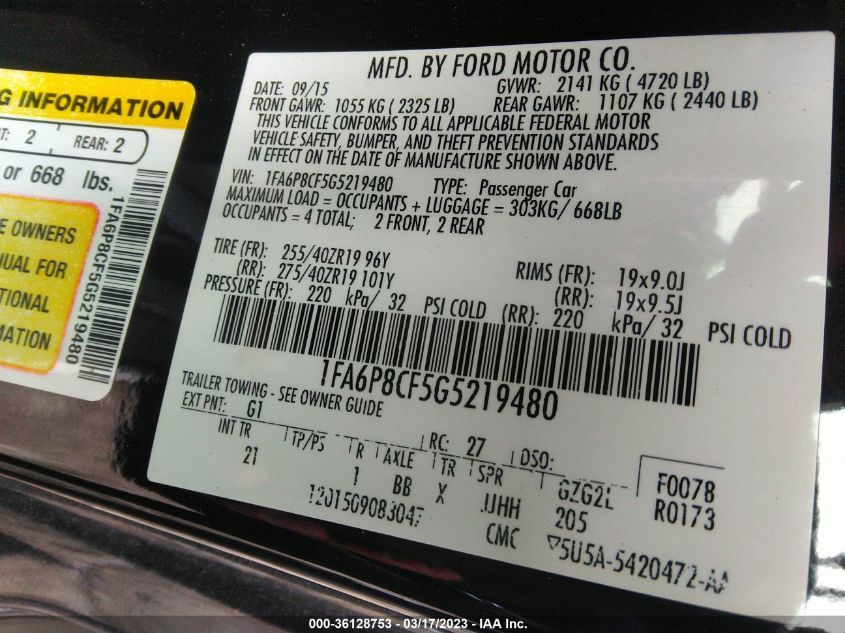 G INFORMATION
T: 2 REAR: 2
or 668 lbs.
E OWNERS
NUAL FOR
TIONAL
MATION
1FA6P8CF5G5219480
MFD. BY FORD MOTOR CO.
DATE: 09/15 GVWR: 2141 KG ( 4720 LB)
FRONT GAWR: 1055 KG ( 2325 LB) REAR GAWR: 1107 KG ( 2440 LB)
THIS VEHICLE CONFORMS TO ALL APPLICABLE FEDERAL MOTOR
VEHICLE SAFETY, BUMPER, AND THEFT PREVENTION STANDARDS
IN EFFECT ON THE DATE OF MANUFACTURE SHOWN ABOVE.
VIN: 1FA6P8CF5G5219480 TYPE: Passenger Car
MAXIMUM LOAD = OCCUPANTS + LUGGAGE = 303KG/ 668LB
OCCUPANTS = 4 TOTAL; 2 FRONT, 2 REAR
TIRE (FR): 255/40ZR19 96Y RIMS (FR): 19x9.0J
(RR): 275/40ZR19 101Y (RR): 19x9.5J
PRESSURE (FR): 220 kPa/ 32 PSI COLD (RR): 220 kPa/ 32 PSI COLD
1FA6P8CF5G5219480
TRAILER TOWING - SEE OWNER GUIDE
EXT PNT: G1 RC: 27 DSO: F0078
INT TR TP/PS R AXLE TR SPR GZG2L R0173
21 1 BB X JJHH 205
1201509083047 CMC ▽5U5A-5420472-AA
000-36128753 — 03/17/2023 — IAA Inc.